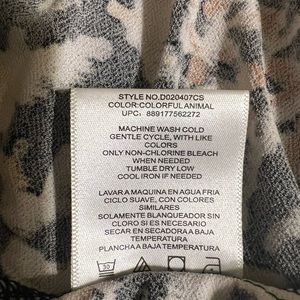 STYLE NO.D020407CS
COLOR:COLORFUL ANIMAL
UPC: 889177562272
MACHINE WASH COLD
GENTLE CYCLE, WITH LIKE
COLORS
ONLY NON-CHLORINE BLEACH
WHEN NEEDED
TUMBLE DRY LOW
COOL IRON IF NEEDED
LAVAR A MAQUINA EN AGUA FRIA
CICLO SUAVE, CON COLORES
SIMILARES
SOLAMENTE BLANQUEADOR SIN
CLORO SI ES NECESARIO
SECAR EN SECADORA A BAJA
TEMPERATURA
PLANCHA A BAJA TEMPERATURA
30